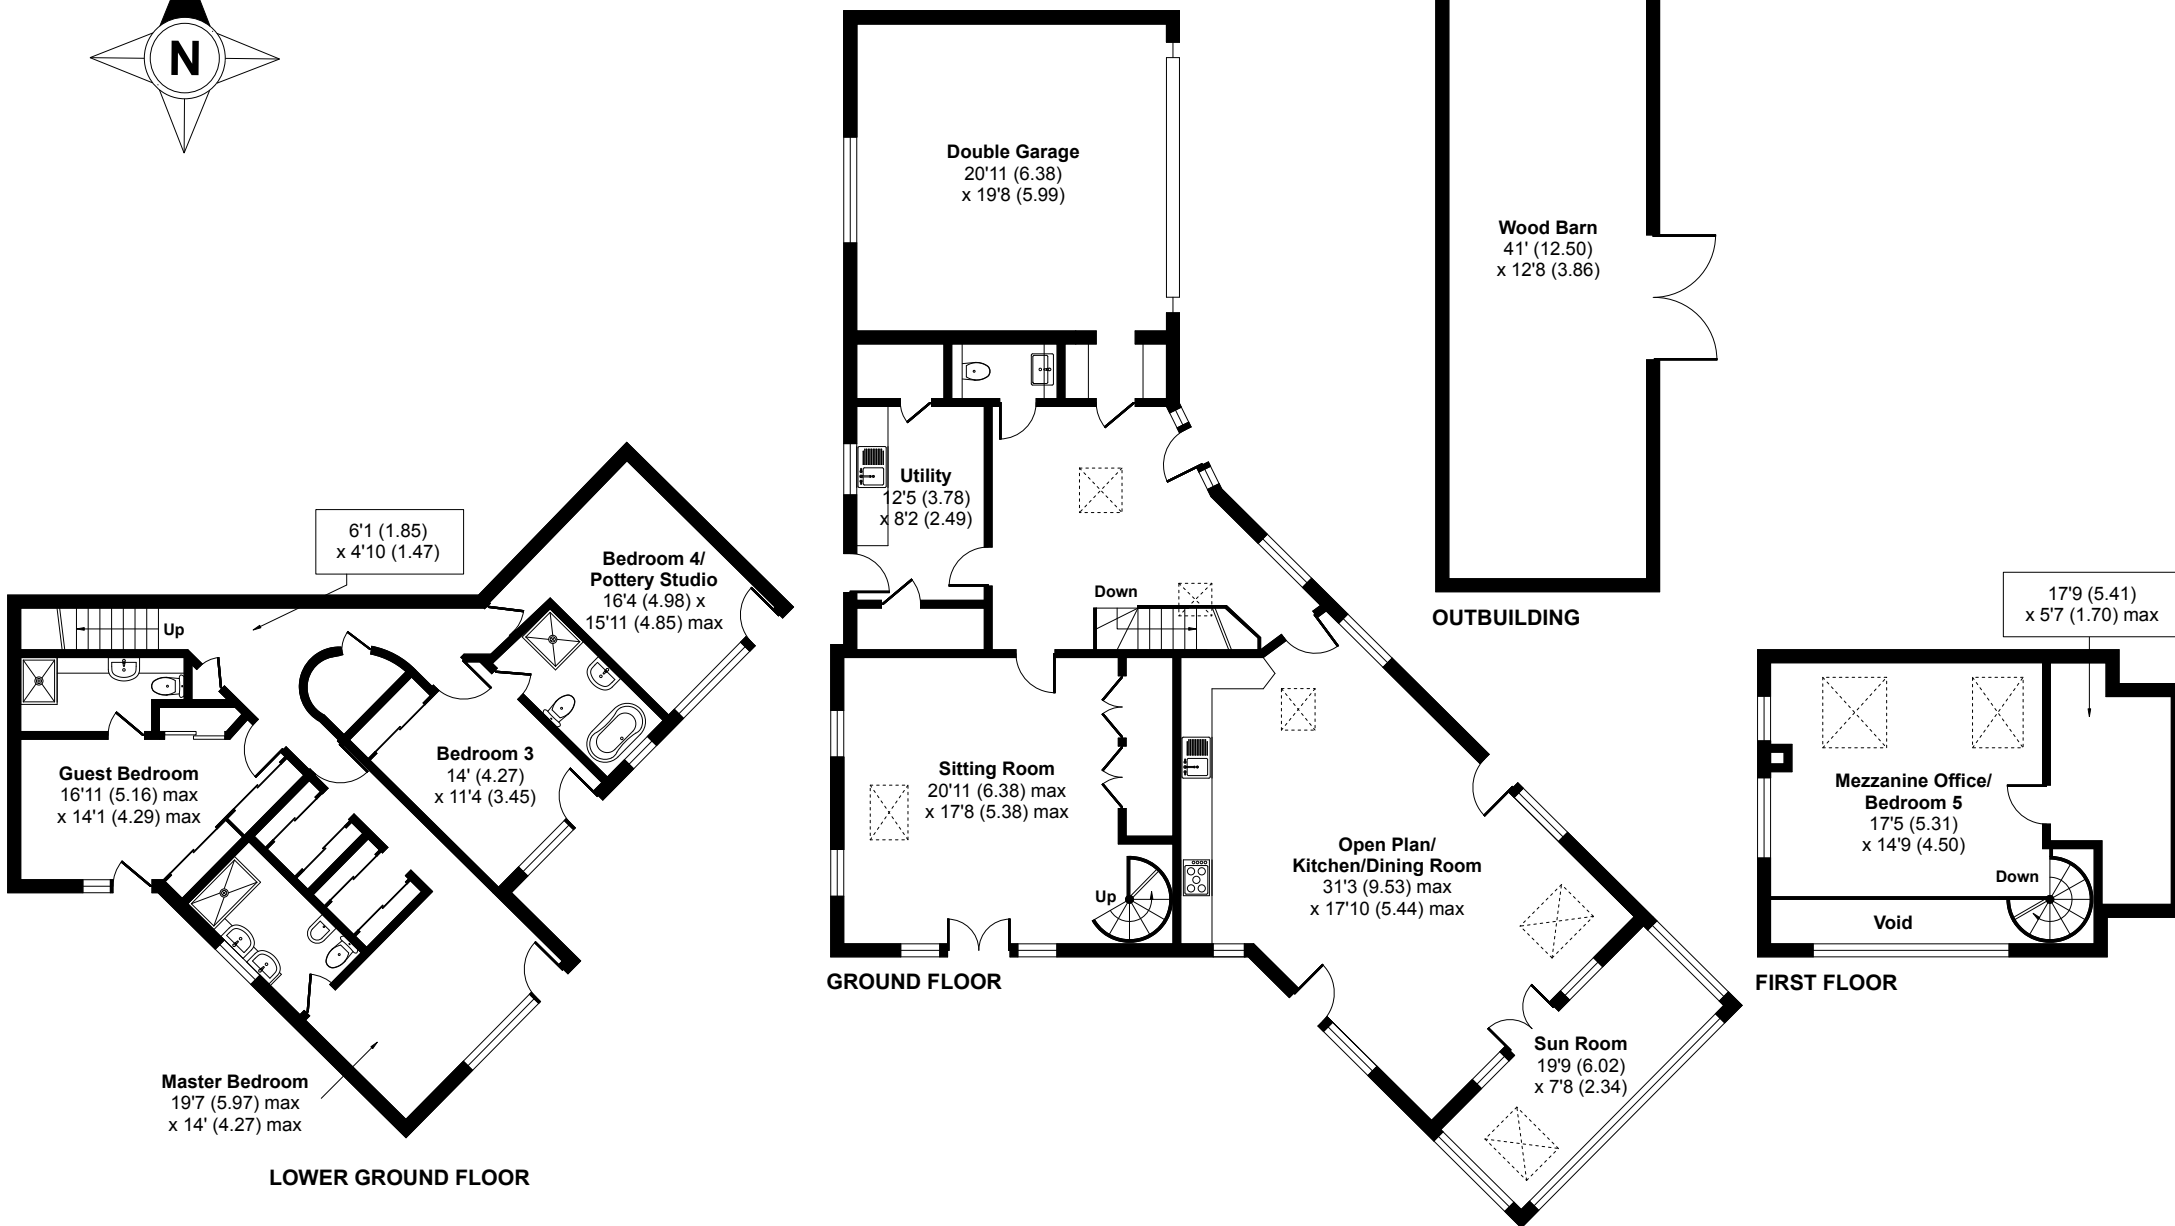 N
Double Garage
20'11 (6.38)
x 19'8 (5.99)
Wood Barn
41' (12.50)
x 12'8 (3.86)
OUTBUILDING
Utility
12'5 (3.78)
x 8'2 (2.49)
Down
6'1 (1.85)
x 4'10 (1.47)
Bedroom 4/
Pottery Studio
16'4 (4.98) x
15'11 (4.85) max
Up
Guest Bedroom
16'11 (5.16) max
x 14'1 (4.29) max
Bedroom 3
14' (4.27)
x 11'4 (3.45)
Master Bedroom
19'7 (5.97) max
x 14' (4.27) max
LOWER GROUND FLOOR
Sitting Room
20'11 (6.38) max
x 17'8 (5.38) max
Up
Open Plan/
Kitchen/Dining Room
31'3 (9.53) max
x 17'10 (5.44) max
Sun Room
19'9 (6.02)
x 7'8 (2.34)
GROUND FLOOR
17'9 (5.41)
x 5'7 (1.70) max
Mezzanine Office/
Bedroom 5
17'5 (5.31)
x 14'9 (4.50)
Down
Void
FIRST FLOOR